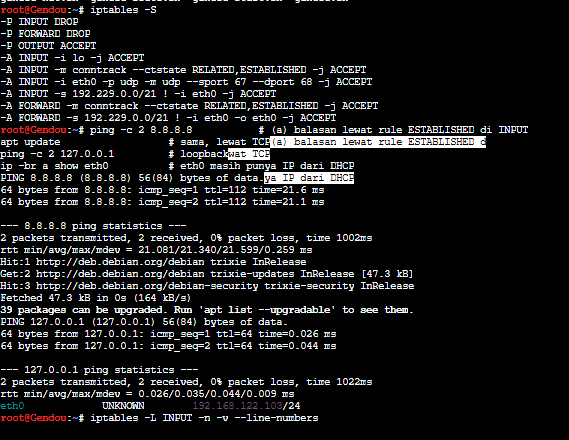 root@Gendou:~# iptables -S
-P INPUT DROP
-P FORWARD DROP
-P OUTPUT ACCEPT
-A INPUT -i lo -j ACCEPT
-A INPUT -m conntrack --ctstate RELATED,ESTABLISHED -j ACCEPT
-A INPUT -i eth0 -p udp -m udp --sport 67 --dport 68 -j ACCEPT
-A INPUT -s 192.229.0.0/21 ! -i eth0 -j ACCEPT
-A FORWARD -m conntrack --ctstate RELATED,ESTABLISHED -j ACCEPT
-A FORWARD -s 192.229.0.0/21 ! -i eth0 -o eth0 -j ACCEPT
root@Gendou:~# ping -c 2 8.8.8.8 # (a) balasan lewat rule ESTABLISHED di INPUT
apt update # sama, lewat TCP(a) balasan lewat rule ESTABLISHED d
ping -c 2 127.0.0.1 # loopbackwat TCP
ip -br a show eth0 # eth0 masih punya IP dari DHCP
PING 8.8.8.8 (8.8.8.8) 56(84) bytes of data.ya IP dari DHCP
64 bytes from 8.8.8.8: icmp_seq=1 ttl=112 time=21.6 ms
64 bytes from 8.8.8.8: icmp_seq=2 ttl=112 time=21.1 ms
--- 8.8.8.8 ping statistics ---
2 packets transmitted, 2 received, 0% packet loss, time 1002ms
rtt min/avg/max/mdev = 21.081/21.340/21.599/0.259 ms
Hit:1 http://deb.debian.org/debian trixie InRelease
Get:2 http://deb.debian.org/debian trixie-updates InRelease [47.3 kB]
Hit:3 http://deb.debian.org/debian-security trixie-security InRelease
Fetched 47.3 kB in 0s (164 kB/s)
39 packages can be upgraded. Run 'apt list --upgradable' to see them.
PING 127.0.0.1 (127.0.0.1) 56(84) bytes of data.
64 bytes from 127.0.0.1: icmp_seq=1 ttl=64 time=0.026 ms
64 bytes from 127.0.0.1: icmp_seq=2 ttl=64 time=0.044 ms
--- 127.0.0.1 ping statistics ---
2 packets transmitted, 2 received, 0% packet loss, time 1022ms
rtt min/avg/max/mdev = 0.026/0.035/0.044/0.009 ms
eth0 UNKNOWN 192.168.122.103/24
root@Gendou:~# iptables -L INPUT -n -v --line-numbers